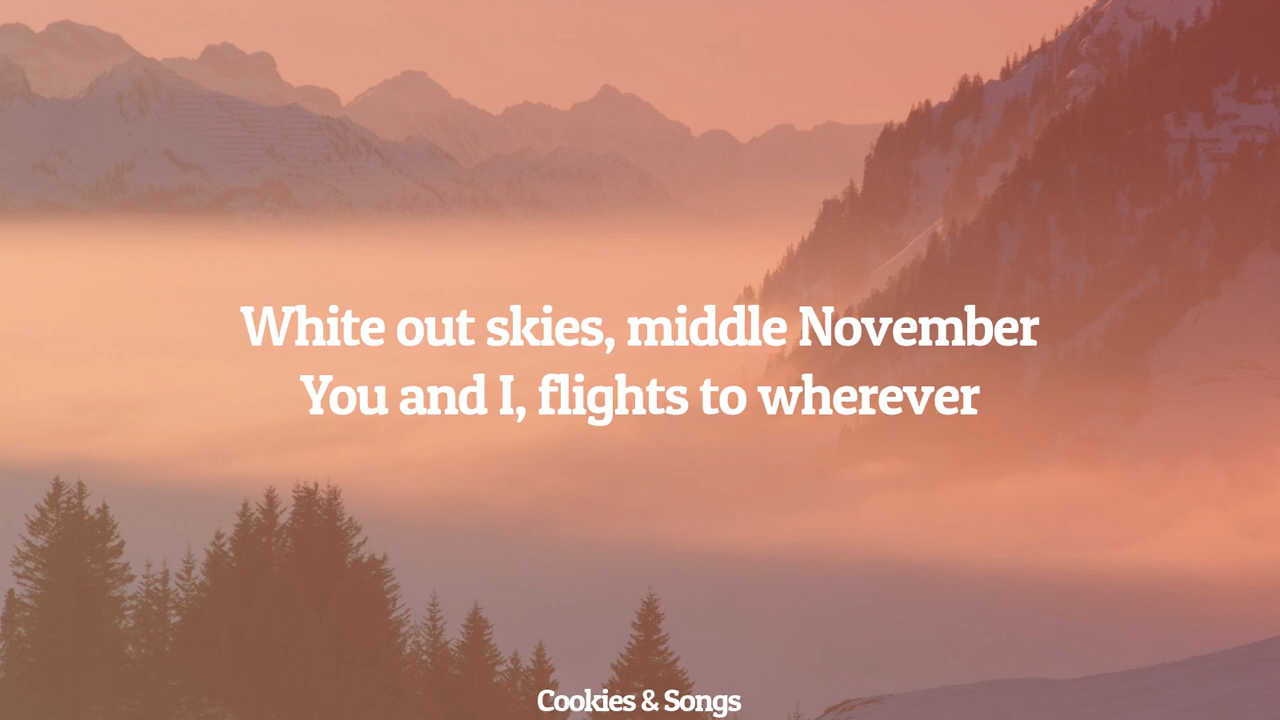 White out skies, middle November
You and I, flights to wherever
Cookies & Songs